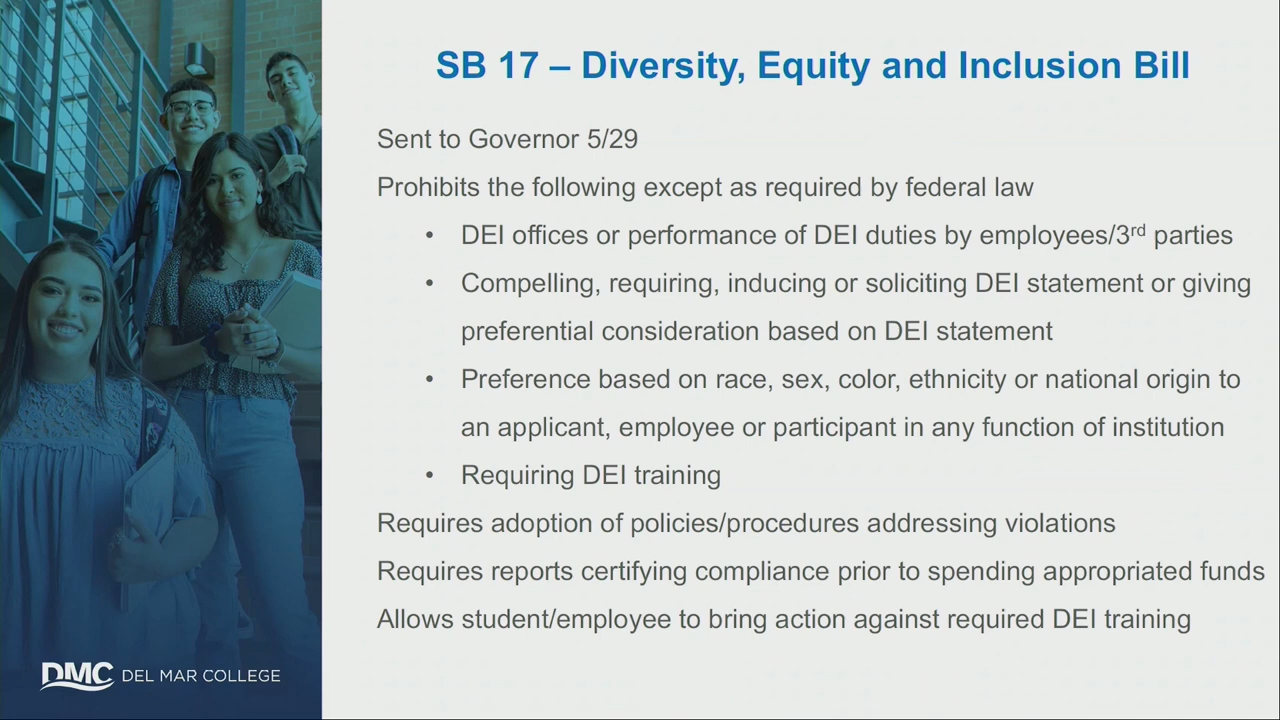 SB 17 – Diversity, Equity and Inclusion Bill
Sent to Governor 5/29
Prohibits the following except as required by federal law
• DEI offices or performance of DEI duties by employees/3rd parties
• Compelling, requiring, inducing or soliciting DEI statement or giving
preferential consideration based on DEI statement
• Preference based on race, sex, color, ethnicity or national origin to
an applicant, employee or participant in any function of institution
• Requiring DEI training
Requires adoption of policies/procedures addressing violations
Requires reports certifying compliance prior to spending appropriated funds
Allows student/employee to bring action against required DEI training
DMC DEL MAR COLLEGE